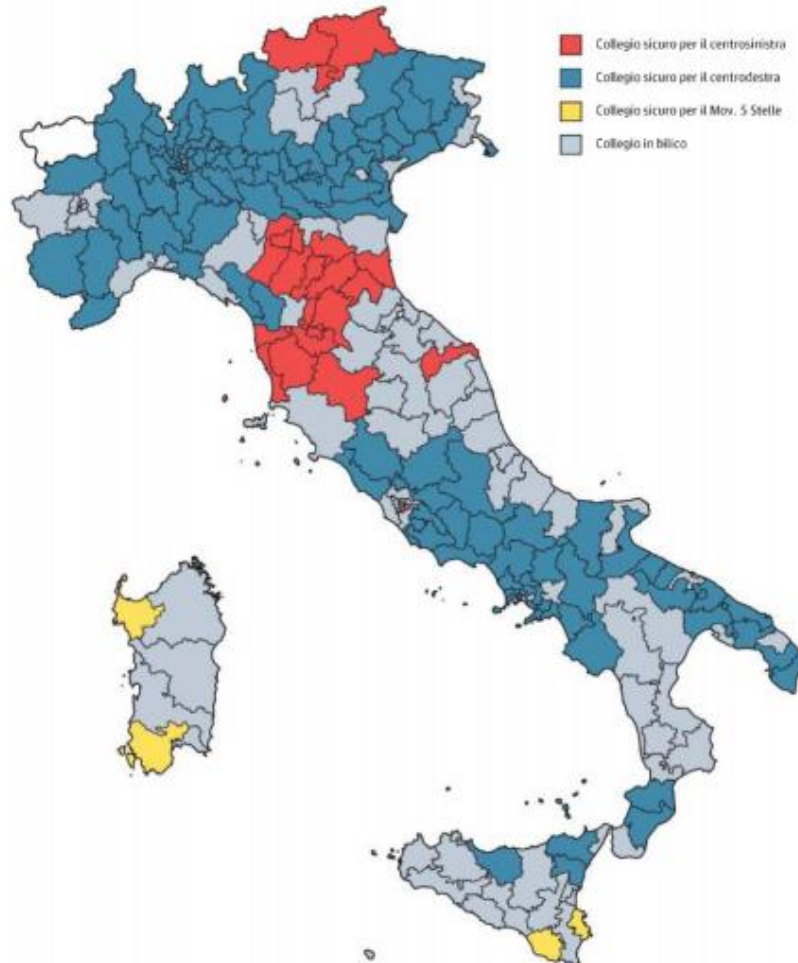 Collegio sicuro per il centrosinistra
Collegio sicuro per il centrodestra
Collegio sicuro per il Mov. 5 Stelle
Collegio in bilico